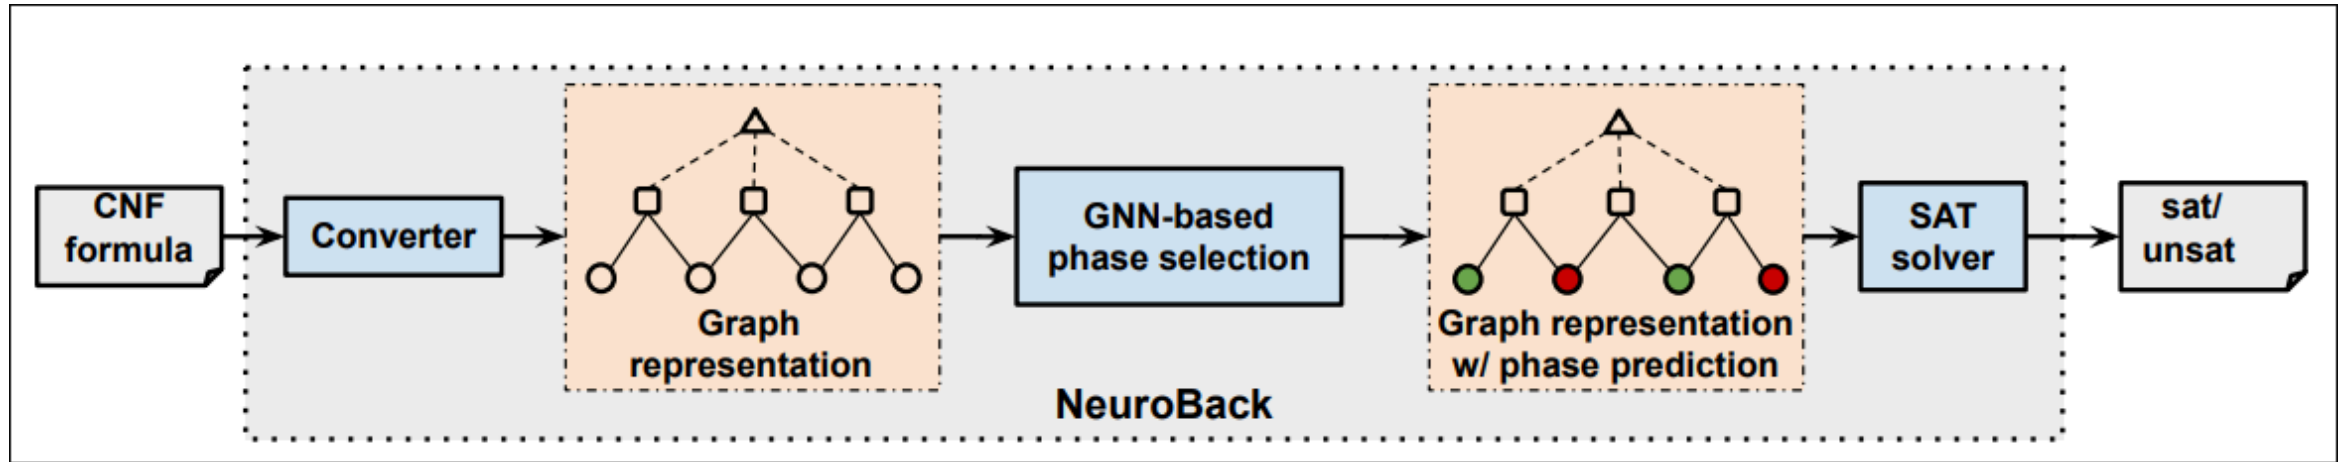 CNF
formula
Converter
Graph
representation
GNN-based
phase selection
Graph representation
w/ phase prediction
SAT
solver
sat/
unsat
NeuroBack